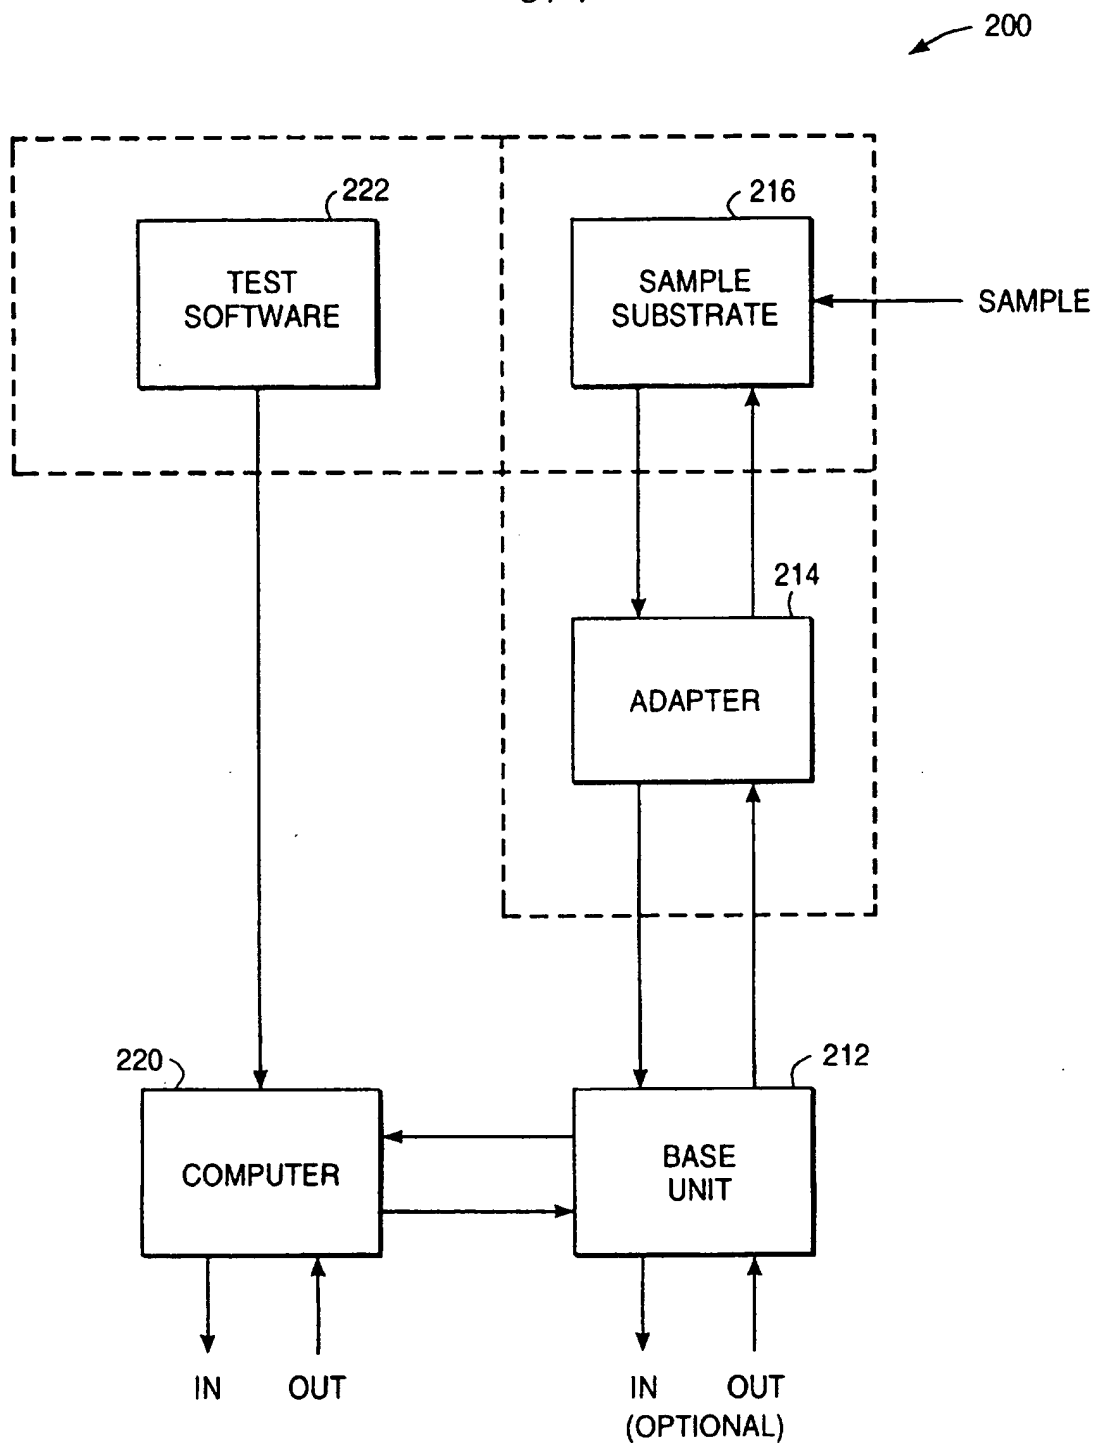 200
222
216
TEST
SOFTWARE
SAMPLE
SUBSTRATE
SAMPLE
214
ADAPTER
220
212
COMPUTER
BASE
UNIT
IN OUT
IN OUT
(OPTIONAL)